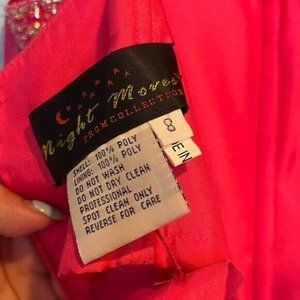 Night Moves
PROM COLLECTION
8
SHELL: 100% POLY
LINING: 100% POLY
DO NOT WASH
DO NOT DRY CLEAN
PROFESSIONAL
SPOT CLEAN ONLY
REVERSE FOR CARE